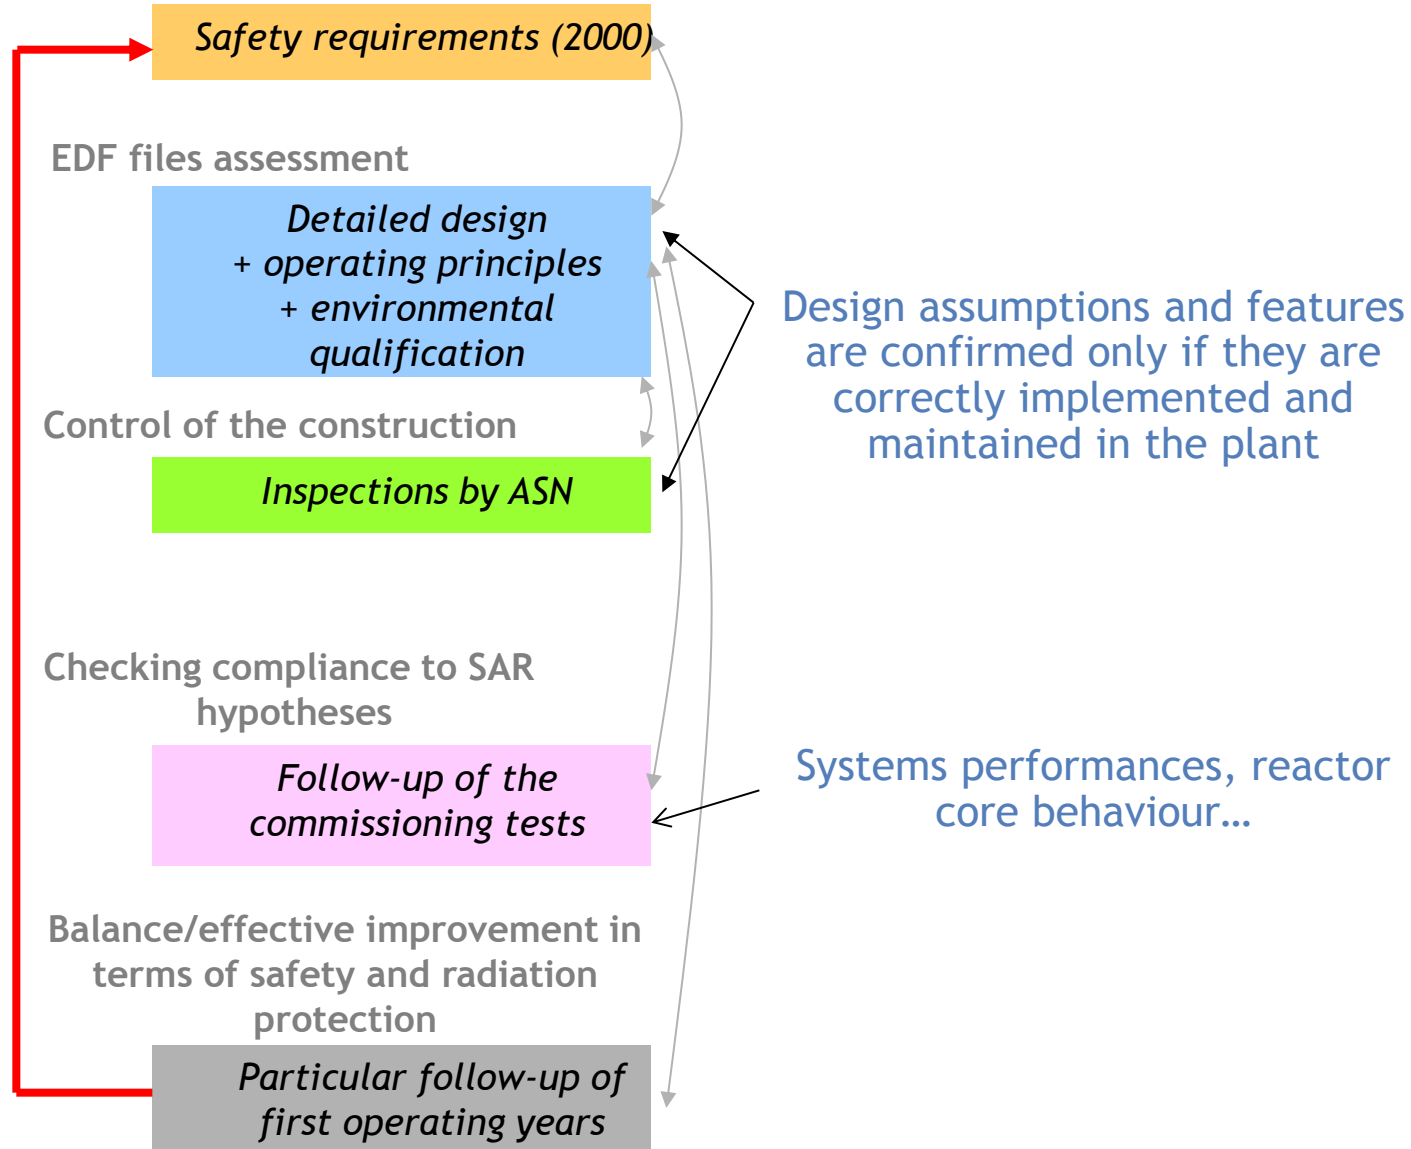 Safety requirements (2000)
EDF files assessment
Detailed design
+ operating principles
+ environmental
qualification
Design assumptions and features
are confirmed only if they are
correctly implemented and
maintained in the plant
Control of the construction
Inspections by ASN
Checking compliance to SAR
hypotheses
Follow-up of the
commissioning tests
Systems performances, reactor
core behaviour…
Balance/effective improvement in
terms of safety and radiation
protection
Particular follow-up of
first operating years